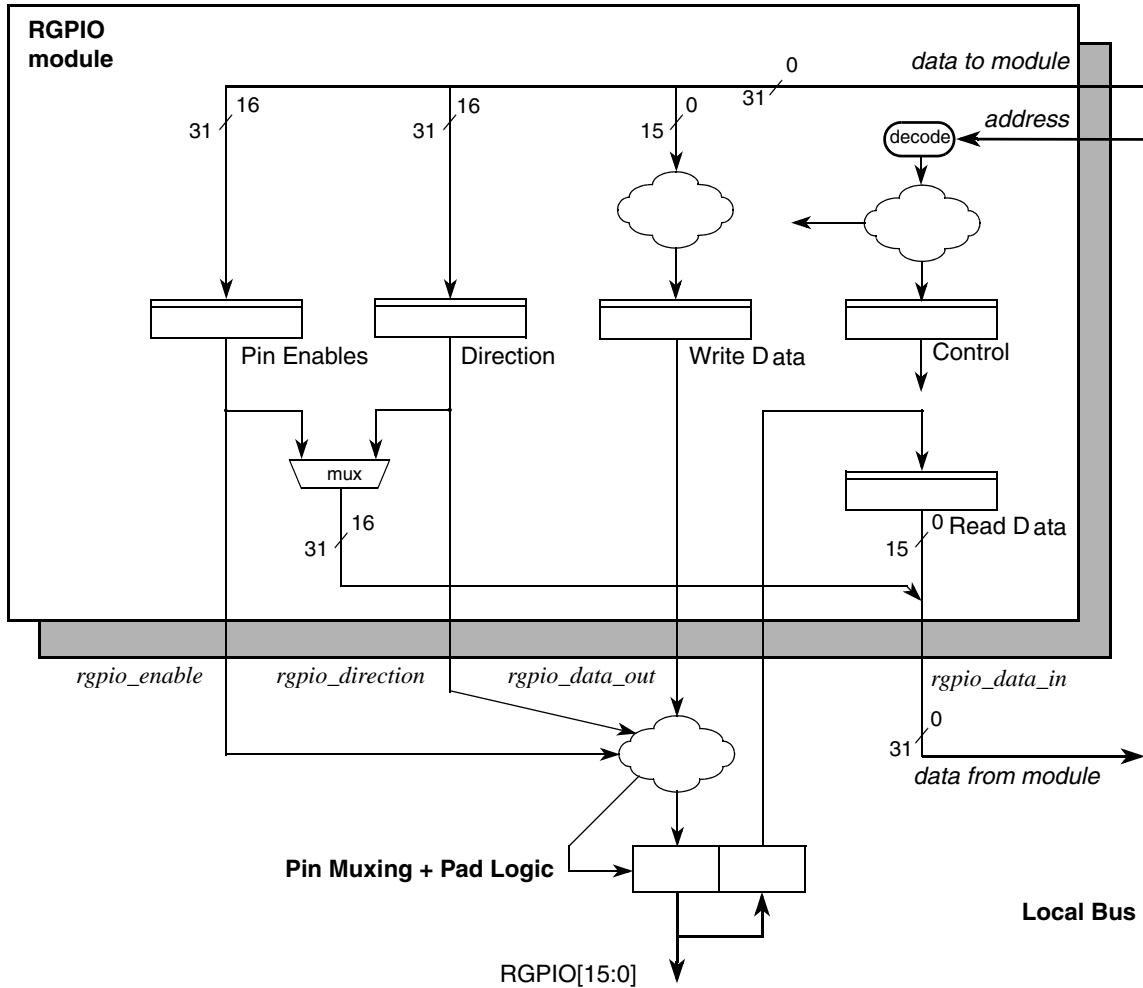 RGPIO
module
data to module
0
31
16
31
16
31
0
15
address
decode
Pin Enables
Direction
Write Data
Control
mux
16
31
0
15
Read Data
rgpio_enable
rgpio_direction
rgpio_data_out
rgpio_data_in
0
31
data from module
Pin Muxing + Pad Logic
Local Bus
RGPIO[15:0]